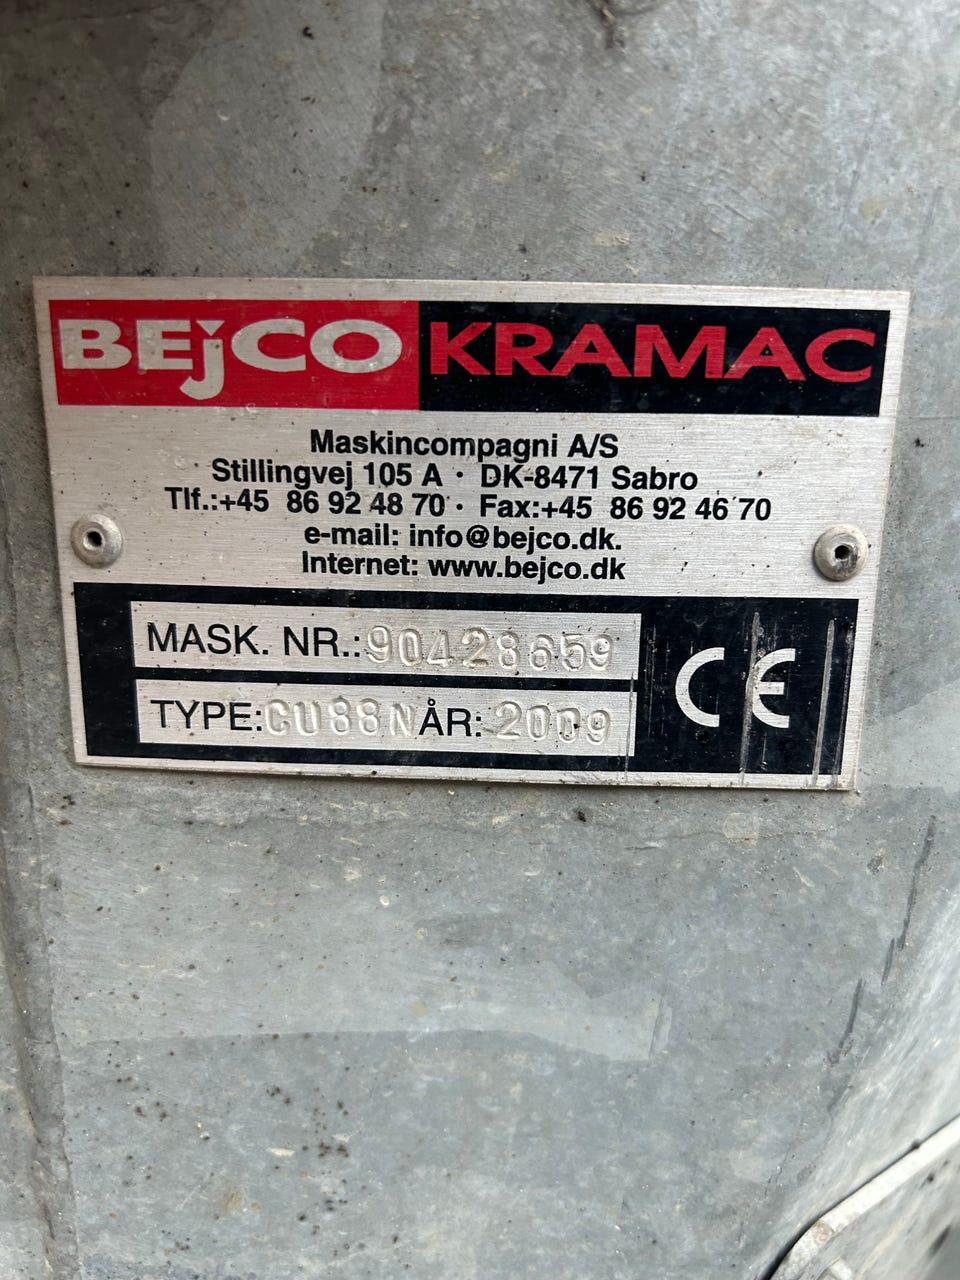 BEjCO KRAMAC
Maskincompagni A/S
Stillingvej 105 A · DK-8471 Sabro
Tlf.:+45 86 92 48 70 · Fax:+45 86 92 46 70
e-mail: info@bejco.dk.
Internet: www.bejco.dk
MASK. NR.: 90428659
TYPE: CU88N ÅR: 2009
CE